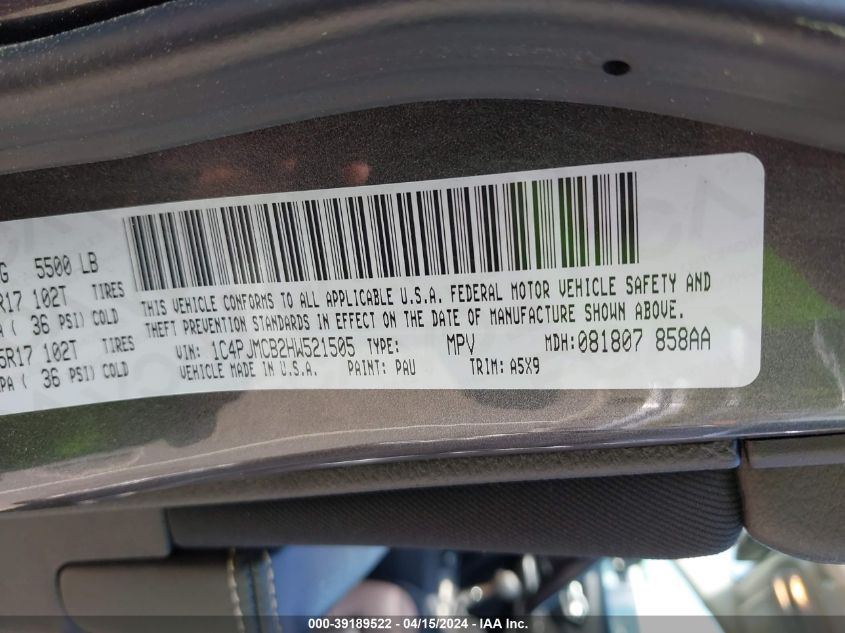 G 5500 LB
R17 102T TIRES
A ( 36 PSI) COLD
5R17 102T TIRES
PA ( 36 PSI) COLD
THIS VEHICLE CONFORMS TO ALL APPLICABLE U.S.A. FEDERAL MOTOR VEHICLE SAFETY AND
THEFT PREVENTION STANDARDS IN EFFECT ON THE DATE OF MANUFACTURE SHOWN ABOVE.
VIN: 1C4PJMCB2HW521505 TYPE: MPV MDH: 081807 858AA
VEHICLE MADE IN U.S.A. PAINT: PAU TRIM: A5X9
000-39189522 - 04/15/2024 - IAA Inc.